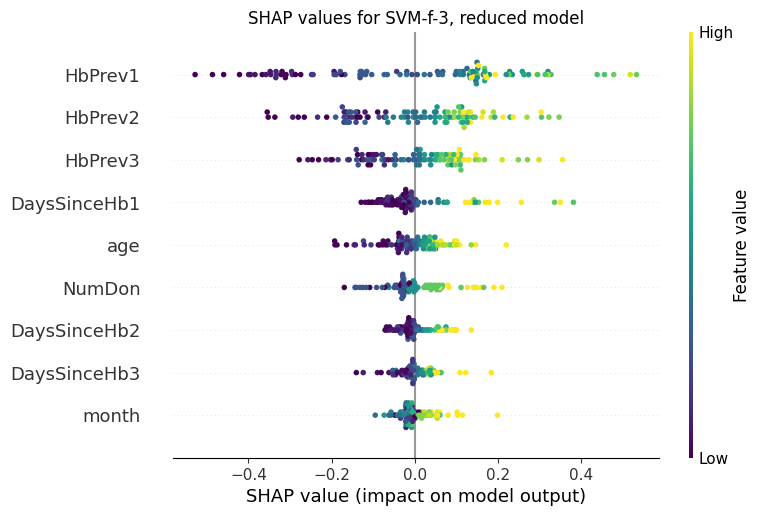 SHAP values for SVM-f-3, reduced model
High
HbPrev1
HbPrev2
HbPrev3
DaysSinceHb1
age
NumDon
DaysSinceHb2
DaysSinceHb3
month
Feature value
Low
−0.4 −0.2 0.0 0.2 0.4
SHAP value (impact on model output)